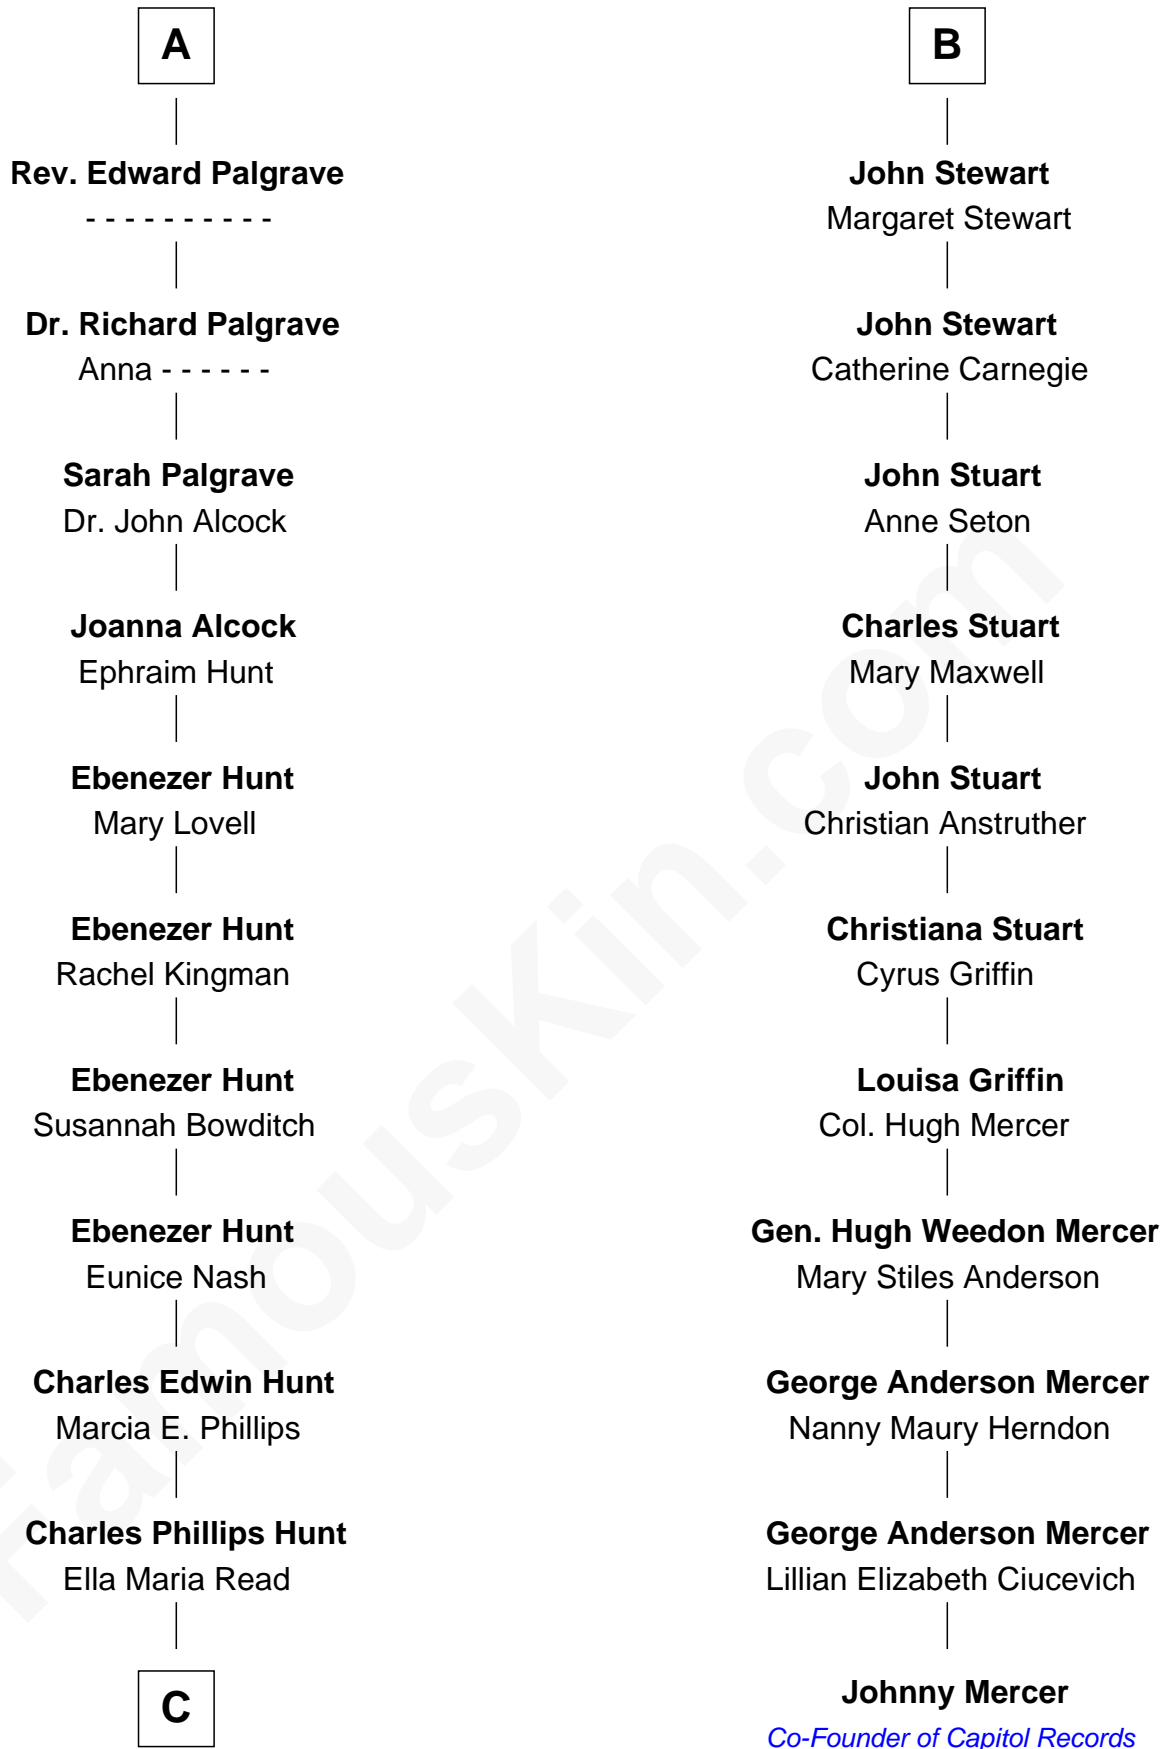 A
Rev. Edward Palgrave
- - - - - - - - - -
Dr. Richard Palgrave
Anna - - - - - -
Sarah Palgrave
Dr. John Alcock
Joanna Alcock
Ephraim Hunt
Ebenezer Hunt
Mary Lovell
Ebenezer Hunt
Rachel Kingman
Ebenezer Hunt
Susannah Bowditch
Ebenezer Hunt
Eunice Nash
Charles Edwin Hunt
Marcia E. Phillips
Charles Phillips Hunt
Ella Maria Read
C
B
John Stewart
Margaret Stewart
John Stewart
Catherine Carnegie
John Stuart
Anne Seton
Charles Stuart
Mary Maxwell
John Stuart
Christian Anstruther
Christiana Stuart
Cyrus Griffin
Louisa Griffin
Col. Hugh Mercer
Gen. Hugh Weedon Mercer
Mary Stiles Anderson
George Anderson Mercer
Nanny Maury Herndon
George Anderson Mercer
Lillian Elizabeth Ciucevich
Johnny Mercer
Co-Founder of Capitol Records
FamousKin.com